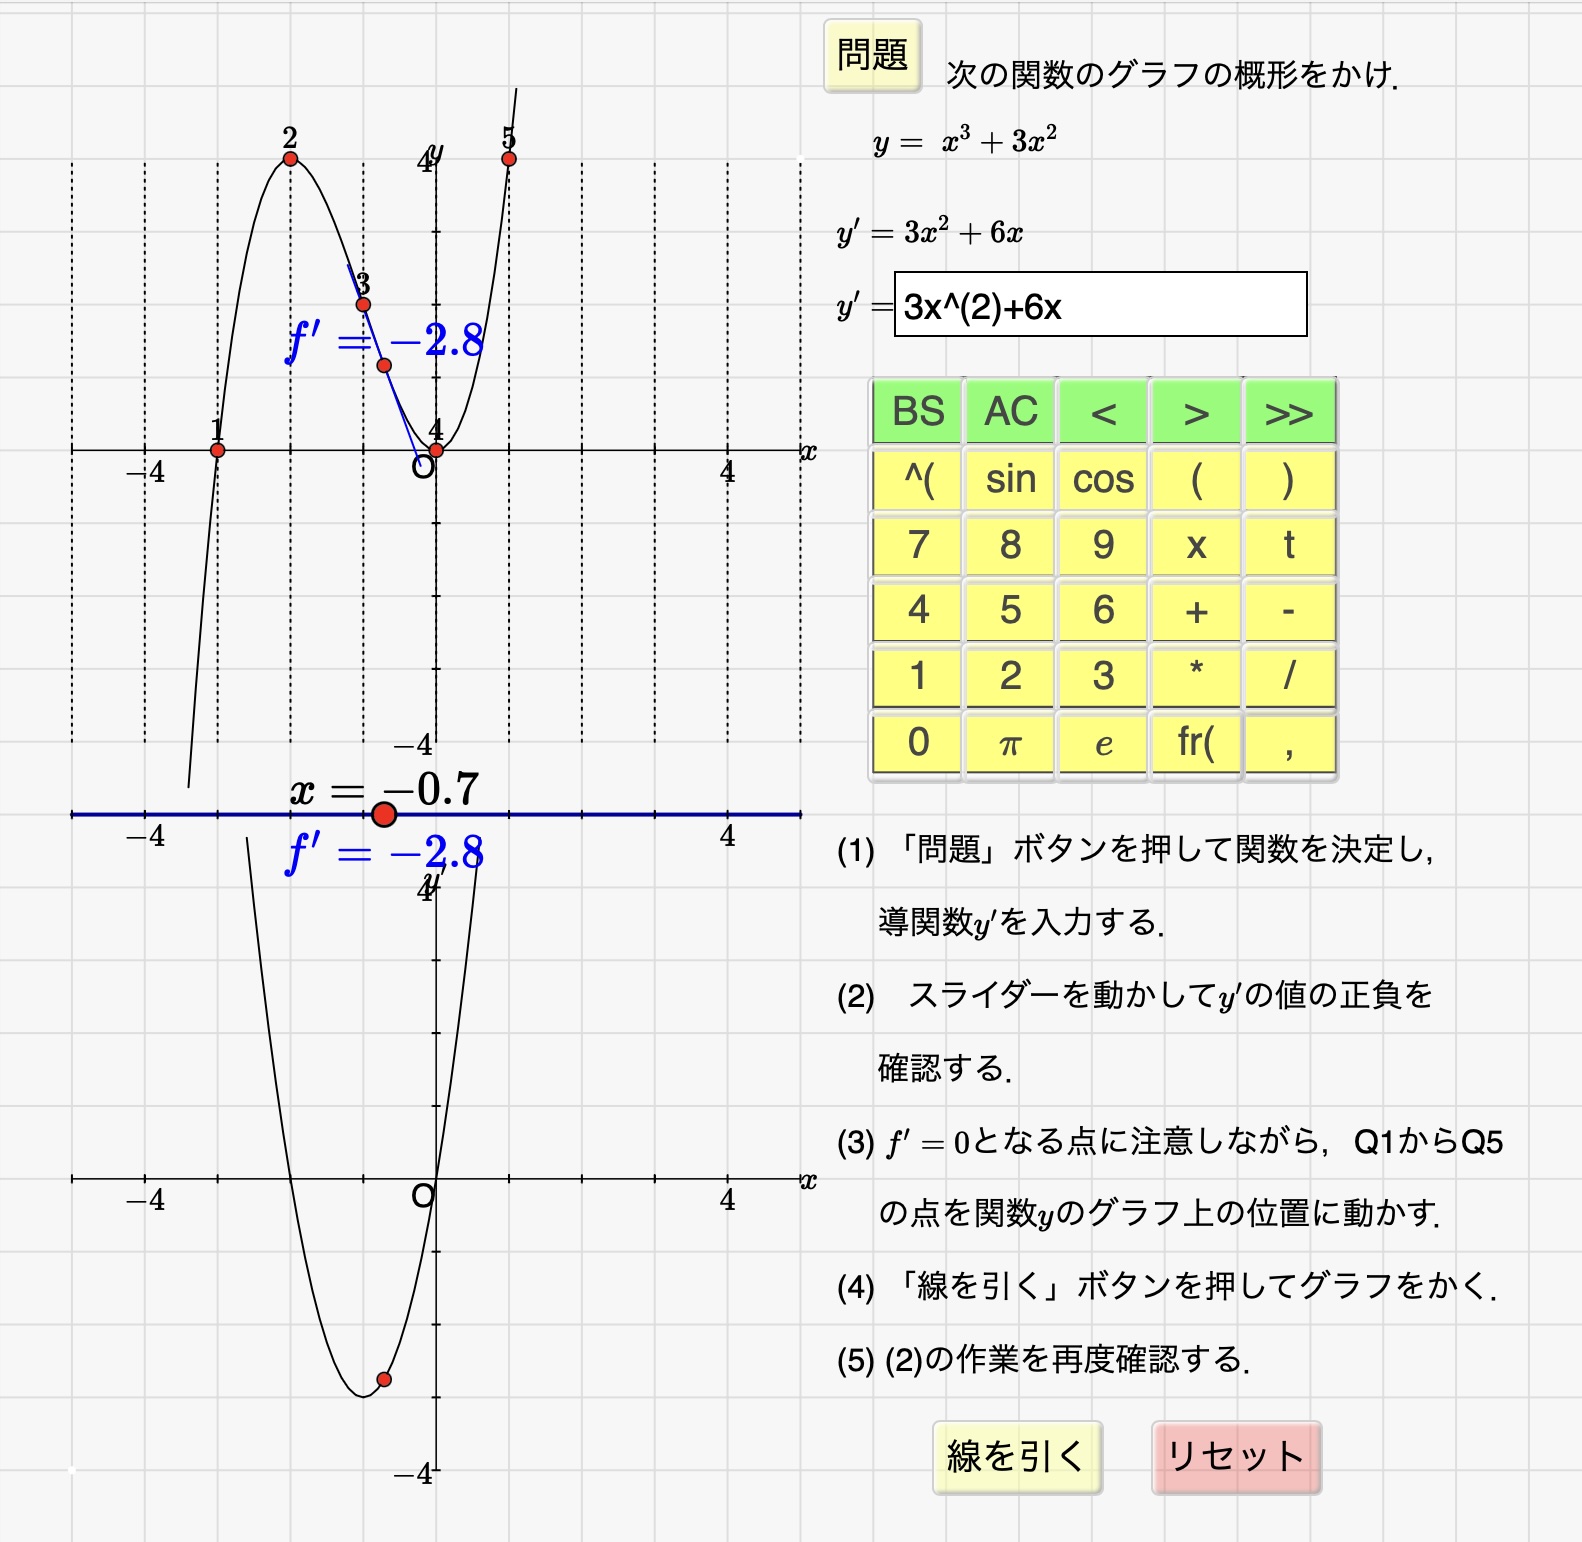 問題
次の関数のグラフの概形をかけ.
y = x³ + 3x²
y′ = 3x² + 6x
y′ = 3x^(2)+6x
BS AC < > >>
^( sin cos ( )
7 8 9 x t
4 5 6 + -
1 2 3 * /
0 π e fr( ,
(1) 「問題」ボタンを押して関数を決定し,
導関数y′を入力する.
(2) スライダーを動かしてy′の値の正負を
確認する.
(3) f′ = 0となる点に注意しながら, Q1からQ5
の点を関数yのグラフ上の位置に動かす.
(4) 「線を引く」ボタンを押してグラフをかく.
(5) (2)の作業を再度確認する.
線を引く リセット
2
5
4 y
3
f′ = −2.8
1
4
x
−4 O 4
−4
x = −0.7
−4 4
f′ = −2.8
4 y′
x
−4 O 4
−4